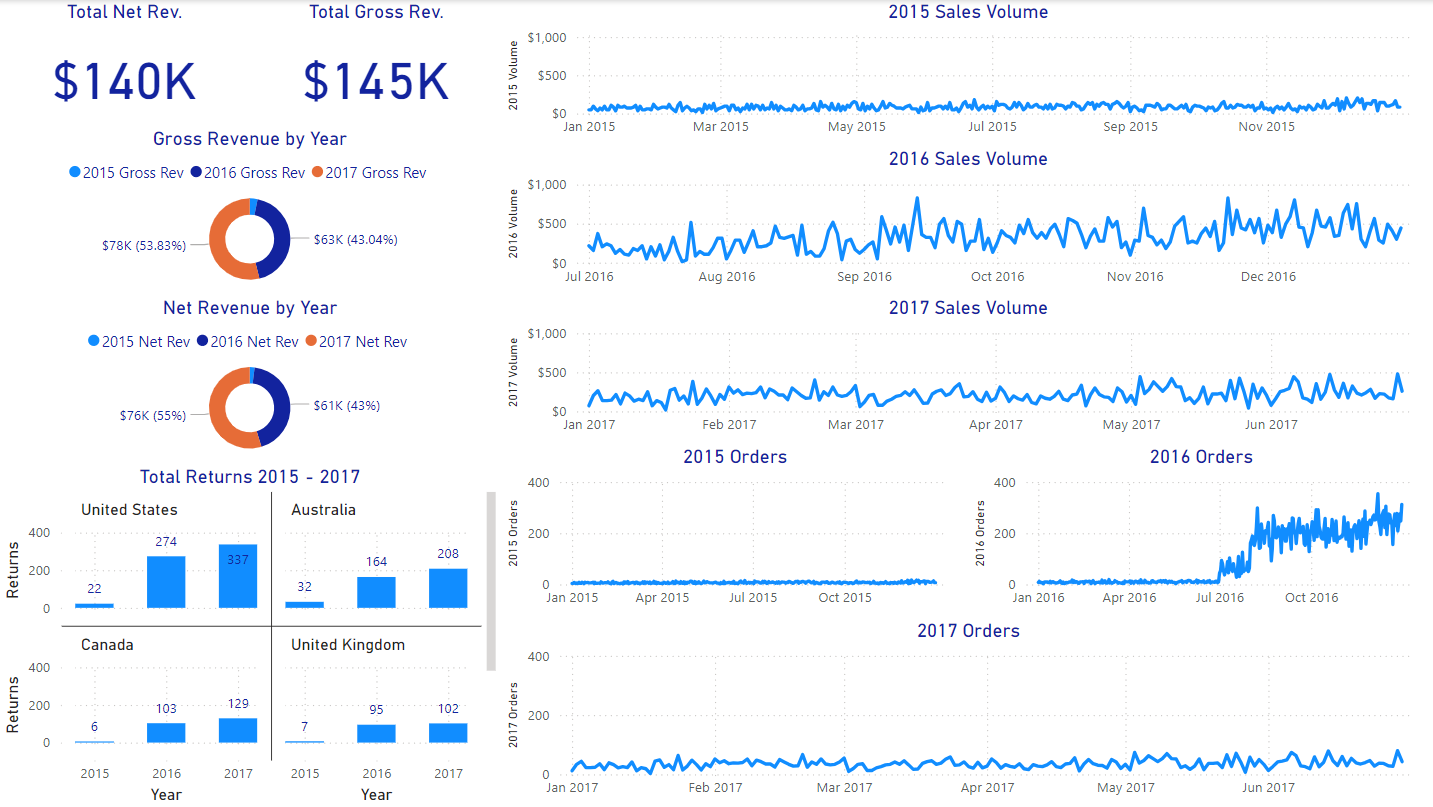 Total Net Rev.
Total Gross Rev.
$140K
$145K
Gross Revenue by Year
2015 Gross Rev 2016 Gross Rev 2017 Gross Rev
$78K (53.83%)
$63K (43.04%)
Net Revenue by Year
2015 Net Rev 2016 Net Rev 2017 Net Rev
$76K (55%)
$61K (43%)
Total Returns 2015 - 2017
United States
Australia
Returns
400
200
0
22
274
337
32
164
208
Canada
United Kingdom
Returns
400
200
0
6
103
129
7
95
102
2015 2016 2017 2015 2016 2017
Year Year
2015 Sales Volume
2015 Volume
$1,000
$500
$0
Jan 2015 Mar 2015 May 2015 Jul 2015 Sep 2015 Nov 2015
2016 Sales Volume
2016 Volume
$1,000
$500
$0
Jul 2016 Aug 2016 Sep 2016 Oct 2016 Nov 2016 Dec 2016
2017 Sales Volume
2017 Volume
$1,000
$500
$0
Jan 2017 Feb 2017 Mar 2017 Apr 2017 May 2017 Jun 2017
2015 Orders
2015 Orders
400
200
0
Jan 2015 Apr 2015 Jul 2015 Oct 2015
2016 Orders
2016 Orders
400
200
0
Jan 2016 Apr 2016 Jul 2016 Oct 2016
2017 Orders
2017 Orders
400
200
0
Jan 2017 Feb 2017 Mar 2017 Apr 2017 May 2017 Jun 2017